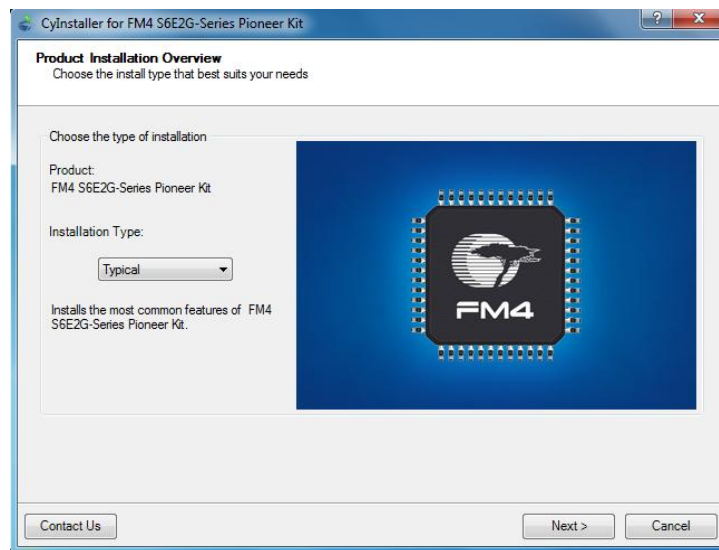 CyInstaller for FM4 S6E2G-Series Pioneer Kit
Product Installation Overview
Choose the install type that best suits your needs
Choose the type of installation
Product:
FM4 S6E2G-Series Pioneer Kit
Installation Type:
Typical
Installs the most common features of FM4
S6E2G-Series Pioneer Kit.
FM4
Contact Us
Next >
Cancel